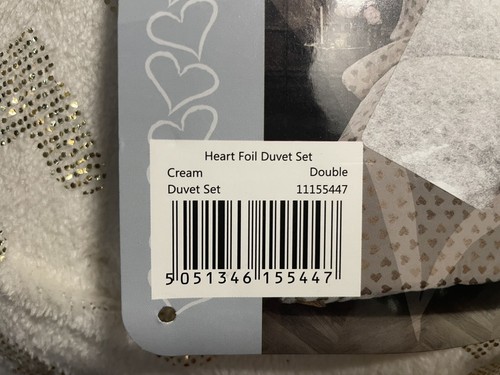 Heart Foil Duvet Set
Cream Double
Duvet Set 11155447
5 051346 155447